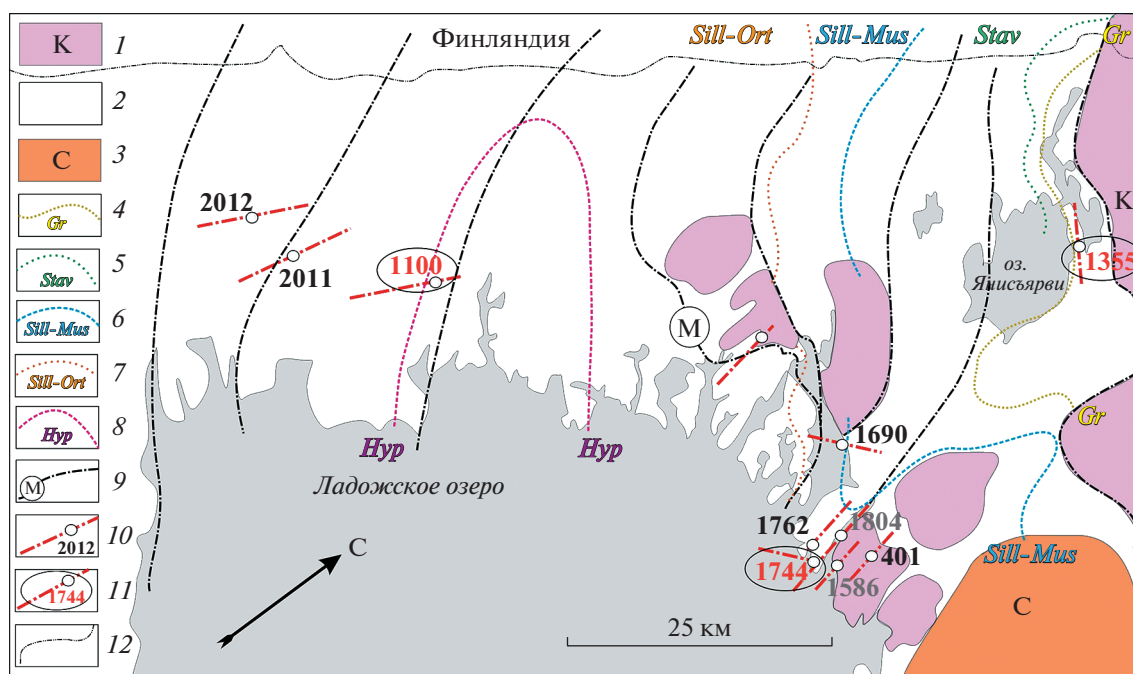 К 1
2
С 3
Gr 4
Stav 5
Sill-Mus 6
Sill-Ort 7
Hyp 8
М 9
2012 10
1744 11
12
Финляндия
Sill-Ort
Sill-Mus
Stav
Gr
2012
2011
1100
К
1355
оз.
Янисъярви
М
Gr
1690
Hyp
Hyp
Ладожское озеро
1762
1804
С
1744
401
1586
Sill-Mus
С
25 км